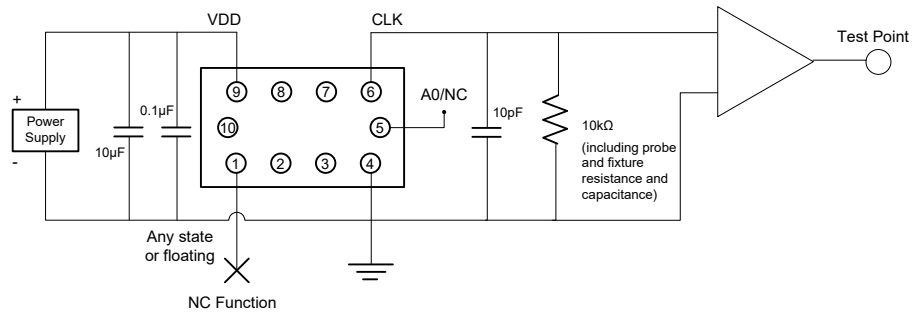 VDD
CLK
Test Point
+
Power
Supply
-
10µF
0.1µF
9
8
7
6
10
5
1
2
3
4
A0/NC
10pF
10kΩ
(including probe
and fixture
resistance and
capacitance)
Any state
or floating
NC Function